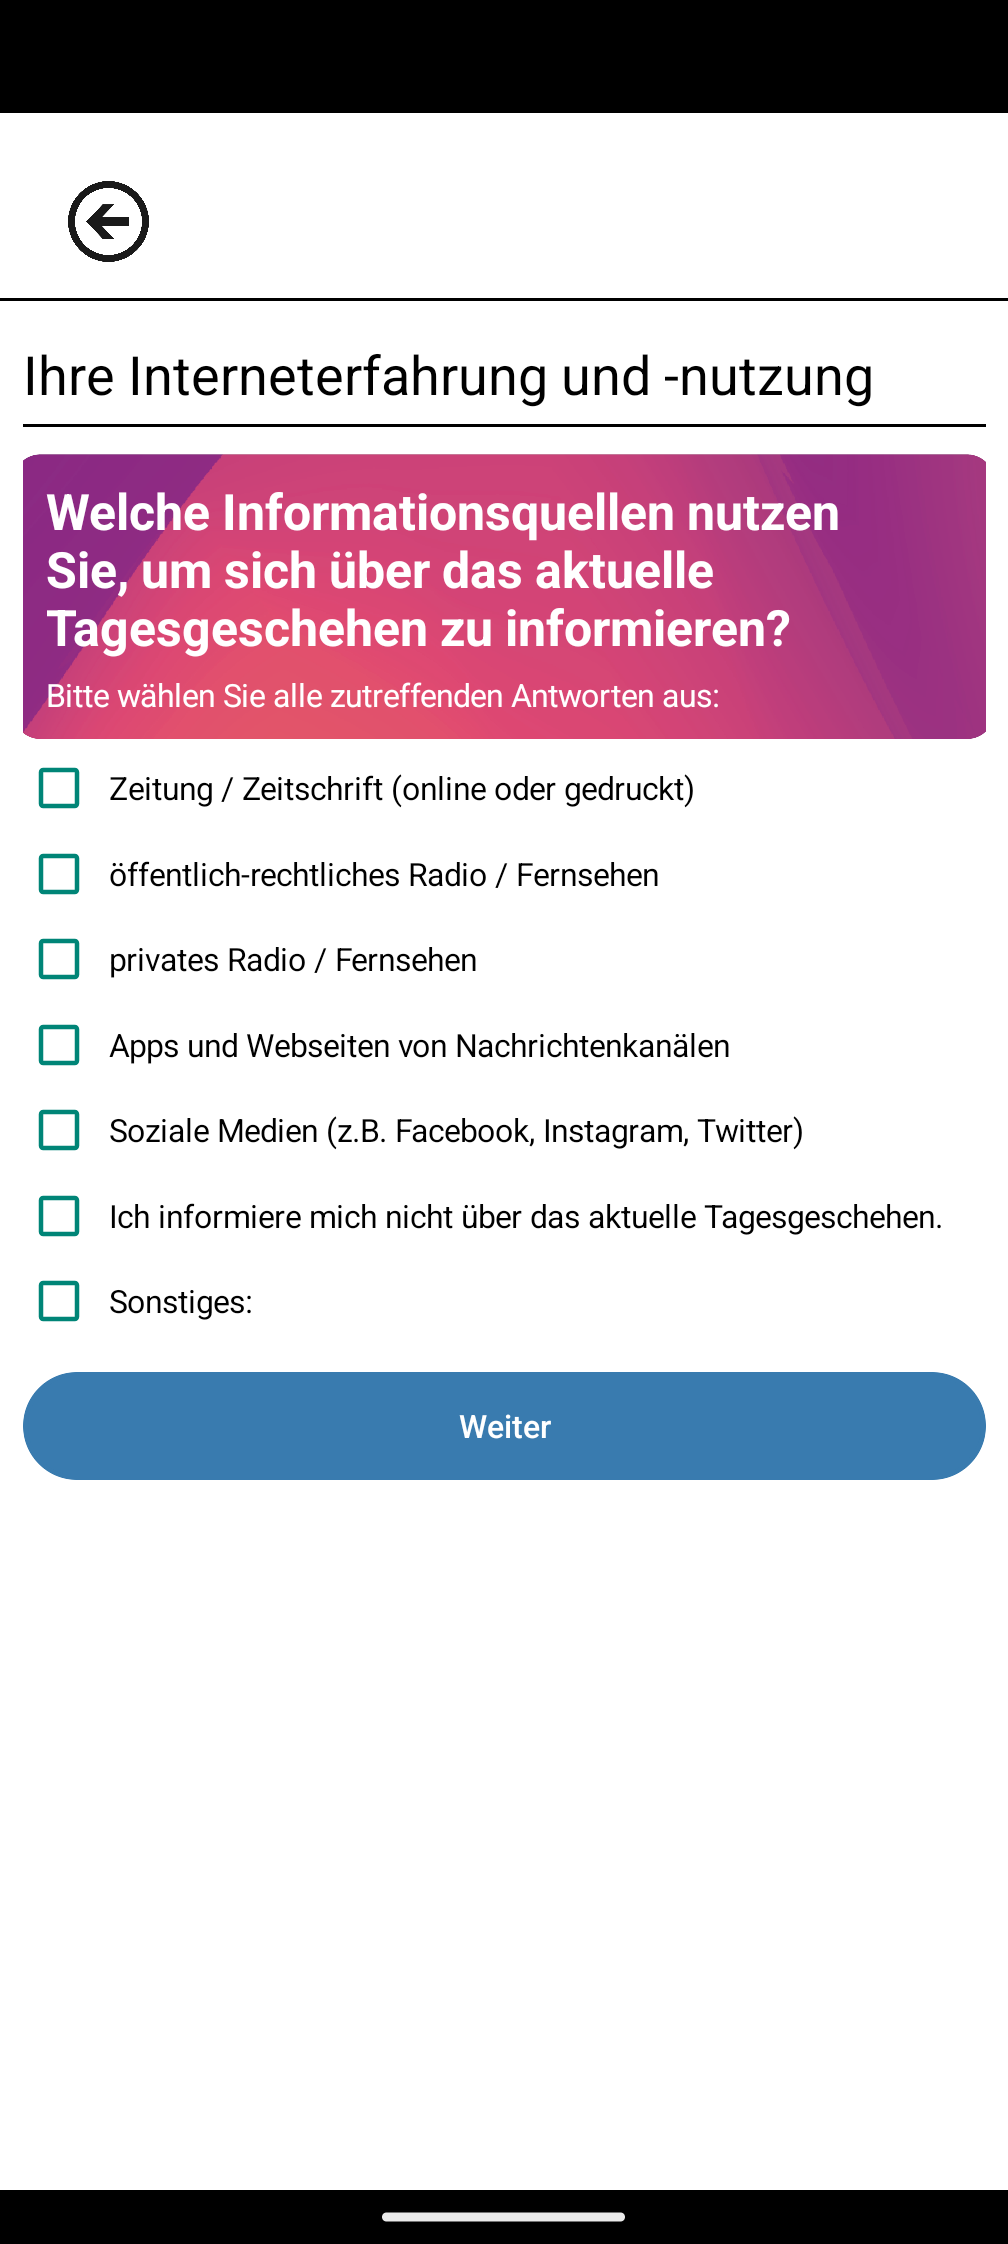 Ihre Interneterfahrung und -nutzung
Welche Informationsquellen nutzen
Sie, um sich über das aktuelle
Tagesgeschehen zu informieren?
Bitte wählen Sie alle zutreffenden Antworten aus:
Zeitung / Zeitschrift (online oder gedruckt)
öffentlich-rechtliches Radio / Fernsehen
privates Radio / Fernsehen
Apps und Webseiten von Nachrichtenkanälen
Soziale Medien (z.B. Facebook, Instagram, Twitter)
Ich informiere mich nicht über das aktuelle Tagesgeschehen.
Sonstiges:
Weiter